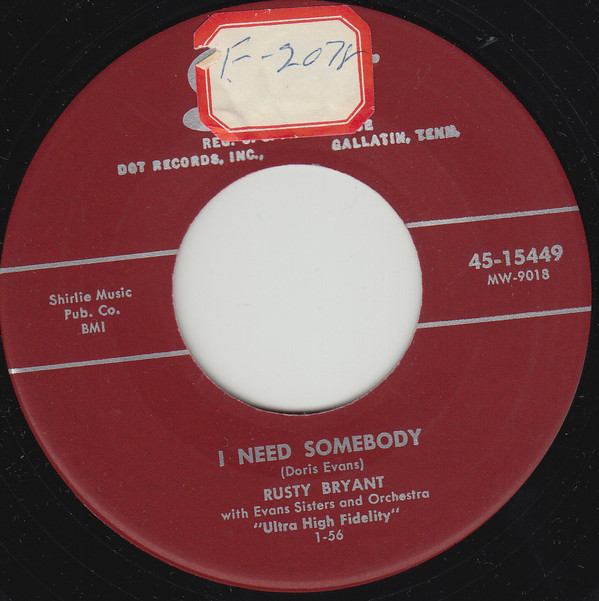 F-2078
DOT RECORDS, INC., GALLATIN, TENN.
45-15449
MW-9018
Shirlie Music
Pub. Co.
BMI
I NEED SOMEBODY
(Doris Evans)
RUSTY BRYANT
with Evans Sisters and Orchestra
"Ultra High Fidelity"
1-56